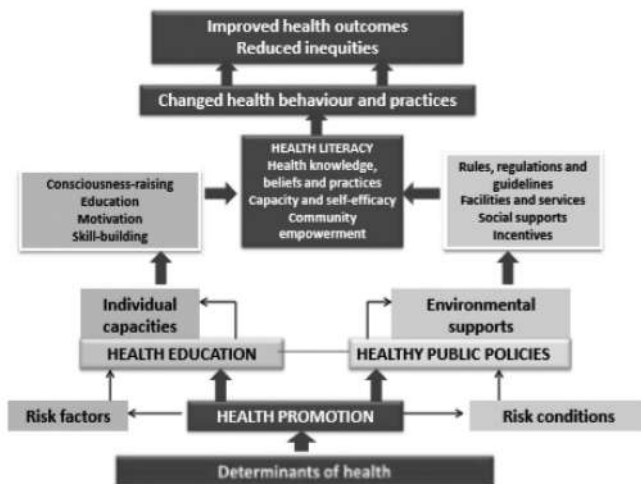 Improved health outcomes
Reduced inequities
Changed health behaviour and practices
HEALTH LITERACY
Health knowledge,
beliefs and practices
Capacity and self-efficacy
Community
empowerment
Consciousness-raising
Education
Motivation
Skill-building
Rules, regulations and
guidelines
Facilities and services
Social supports
Incentives
Individual
capacities
Environmental
supports
HEALTH EDUCATION
HEALTHY PUBLIC POLICIES
Risk factors
HEALTH PROMOTION
Risk conditions
Determinants of health